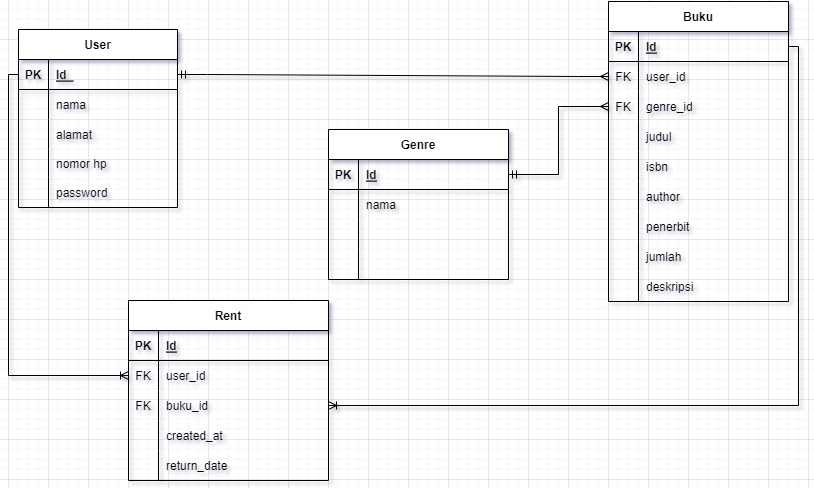 User
PK Id
nama
alamat
nomor hp
password
Genre
PK Id
nama
Buku
PK Id
FK user_id
FK genre_id
judul
isbn
author
penerbit
jumlah
deskripsi
Rent
PK Id
FK user_id
FK buku_id
created_at
return_date